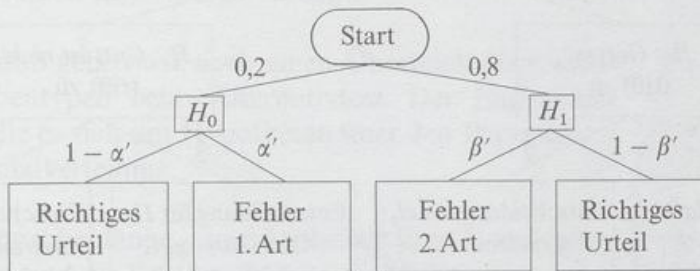 Start
0,2 0,8
H₀ H₁
1 − α′ α′ β′ 1 − β′
Richtiges Fehler Fehler Richtiges
Urteil 1. Art 2. Art Urteil